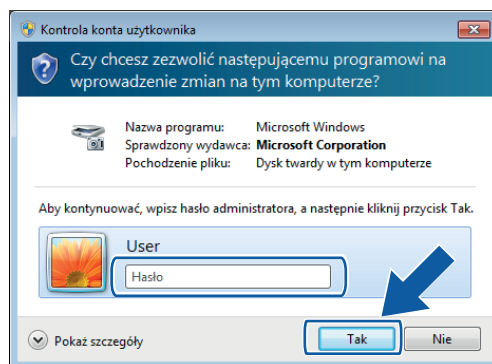 Kontrola konta użytkownika
Czy chcesz zezwolić następującemu programowi na
wprowadzenie zmian na tym komputerze?
Nazwa programu: Microsoft Windows
Sprawdzony wydawca: Microsoft Corporation
Pochodzenie pliku: Dysk twardy w tym komputerze
Aby kontynuować, wpisz hasło administratora, a następnie kliknij przycisk Tak.
User
Hasło
Pokaż szczegóły Tak Nie